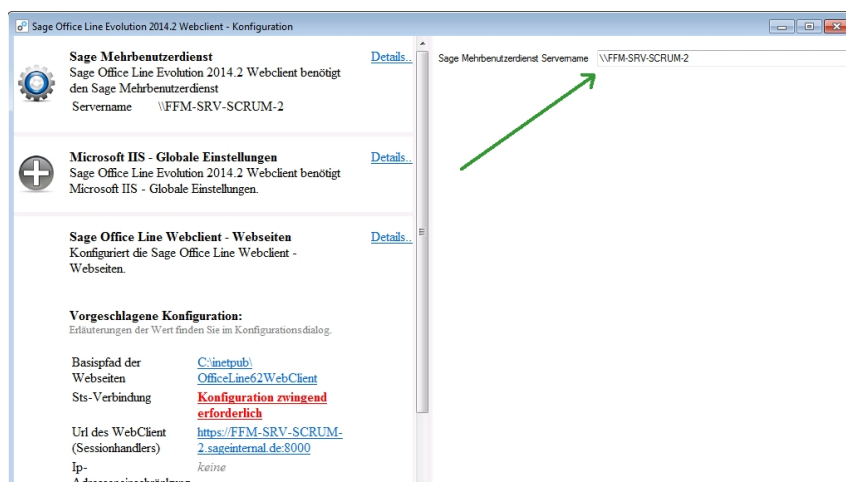 Sage Office Line Evolution 2014.2 Webclient - Konfiguration
Sage Mehrbenutzerdienst
Details..
Sage Office Line Evolution 2014.2 Webclient benötigt
den Sage Mehrbenutzerdienst
Servername \\FFM-SRV-SCRUM-2
Microsoft IIS - Globale Einstellungen
Details..
Sage Office Line Evolution 2014.2 Webclient benötigt
Microsoft IIS - Globale Einstellungen.
Sage Office Line Webclient - Webseiten
Details..
Konfiguriert die Sage Office Line Webclient -
Webseiten.
Vorgeschlagene Konfiguration:
Erläuterungen der Wert finden Sie im Konfigurationsdialog.
Basispfad der Webseiten
C:\inetpub\
OfficeLine62WebClient
Sts-Verbindung
Konfiguration zwingend
erforderlich
Url des WebClient
(Sessionhandlers)
https://FFM-SRV-SCRUM-
2.sageinternal.de:8000
Ip-
Adresseneinschränkung
keine
Sage Mehrbenutzerdienst Servername \\FFM-SRV-SCRUM-2